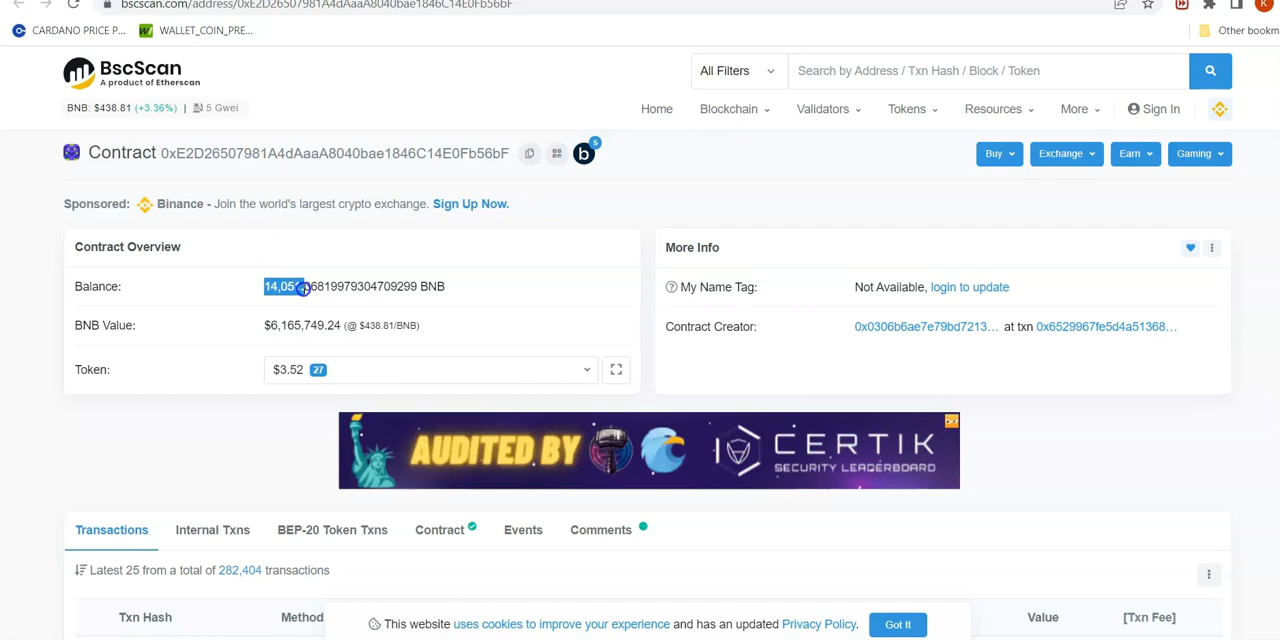 bscscan.com/address/0xE2D26507981A4dAaaA8040bae1846C14E0Fb56bF
K
CARDANO PRICE P...
WALLET_COIN_PRE...
Other bookm
BscScan
A product of Etherscan
All Filters
Search by Address / Txn Hash / Block / Token
BNB: $438.81 (+3.36%) | 5 Gwei
Home Blockchain Validators Tokens Resources More Sign In
Contract 0xE2D26507981A4dAaaA8040bae1846C14E0Fb56bF
b 5
Buy Exchange Earn Gaming
Sponsored: Binance - Join the world's largest crypto exchange. Sign Up Now.
Contract Overview
Balance: BNB
BNB Value: $6,165,749.24 (@ $438.81/BNB)
Token: $3.52 27
More Info
My Name Tag: Not Available, login to update
Contract Creator: 0x0306b6ae7e79bd7213... at txn 0x6529967fe5d4a51368...
AUDITED BY CERTIK
SECURITY LEADERBOARD
Transactions Internal Txns BEP-20 Token Txns Contract Events Comments
Latest 25 from a total of 282,404 transactions
Txn Hash Method Value [Txn Fee]
This website uses cookies to improve your experience and has an updated Privacy Policy. Got It